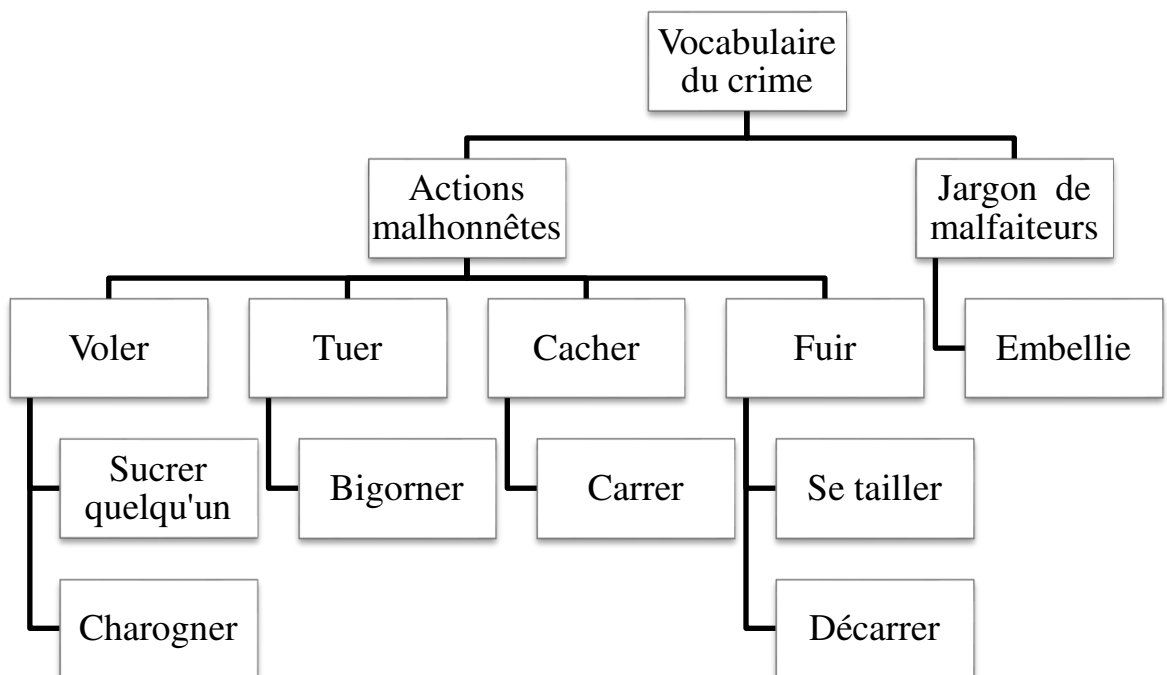 Vocabulaire
du crime
Actions
malhonnêtes
Jargon de
malfaiteurs
Voler
Tuer
Cacher
Fuir
Embellie
Sucrer
quelqu'un
Bigorner
Carrer
Se tailler
Charogner
Décarrer